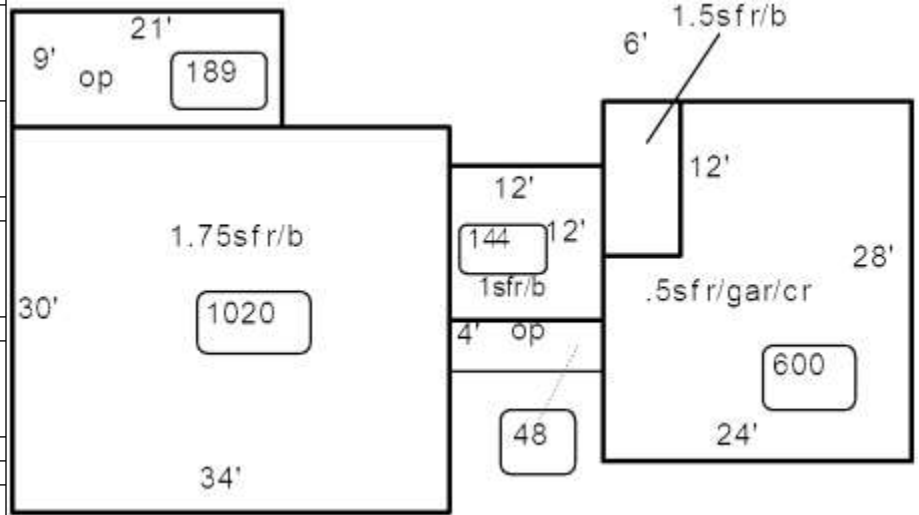 21'
9'
op
189
1.75sfr/b
30'
1020
34'
12'
144
12'
1sfr/b
4'
op
48
1.5sfr/b
6'
12'
28'
.5sfr/gar/cr
600
24'